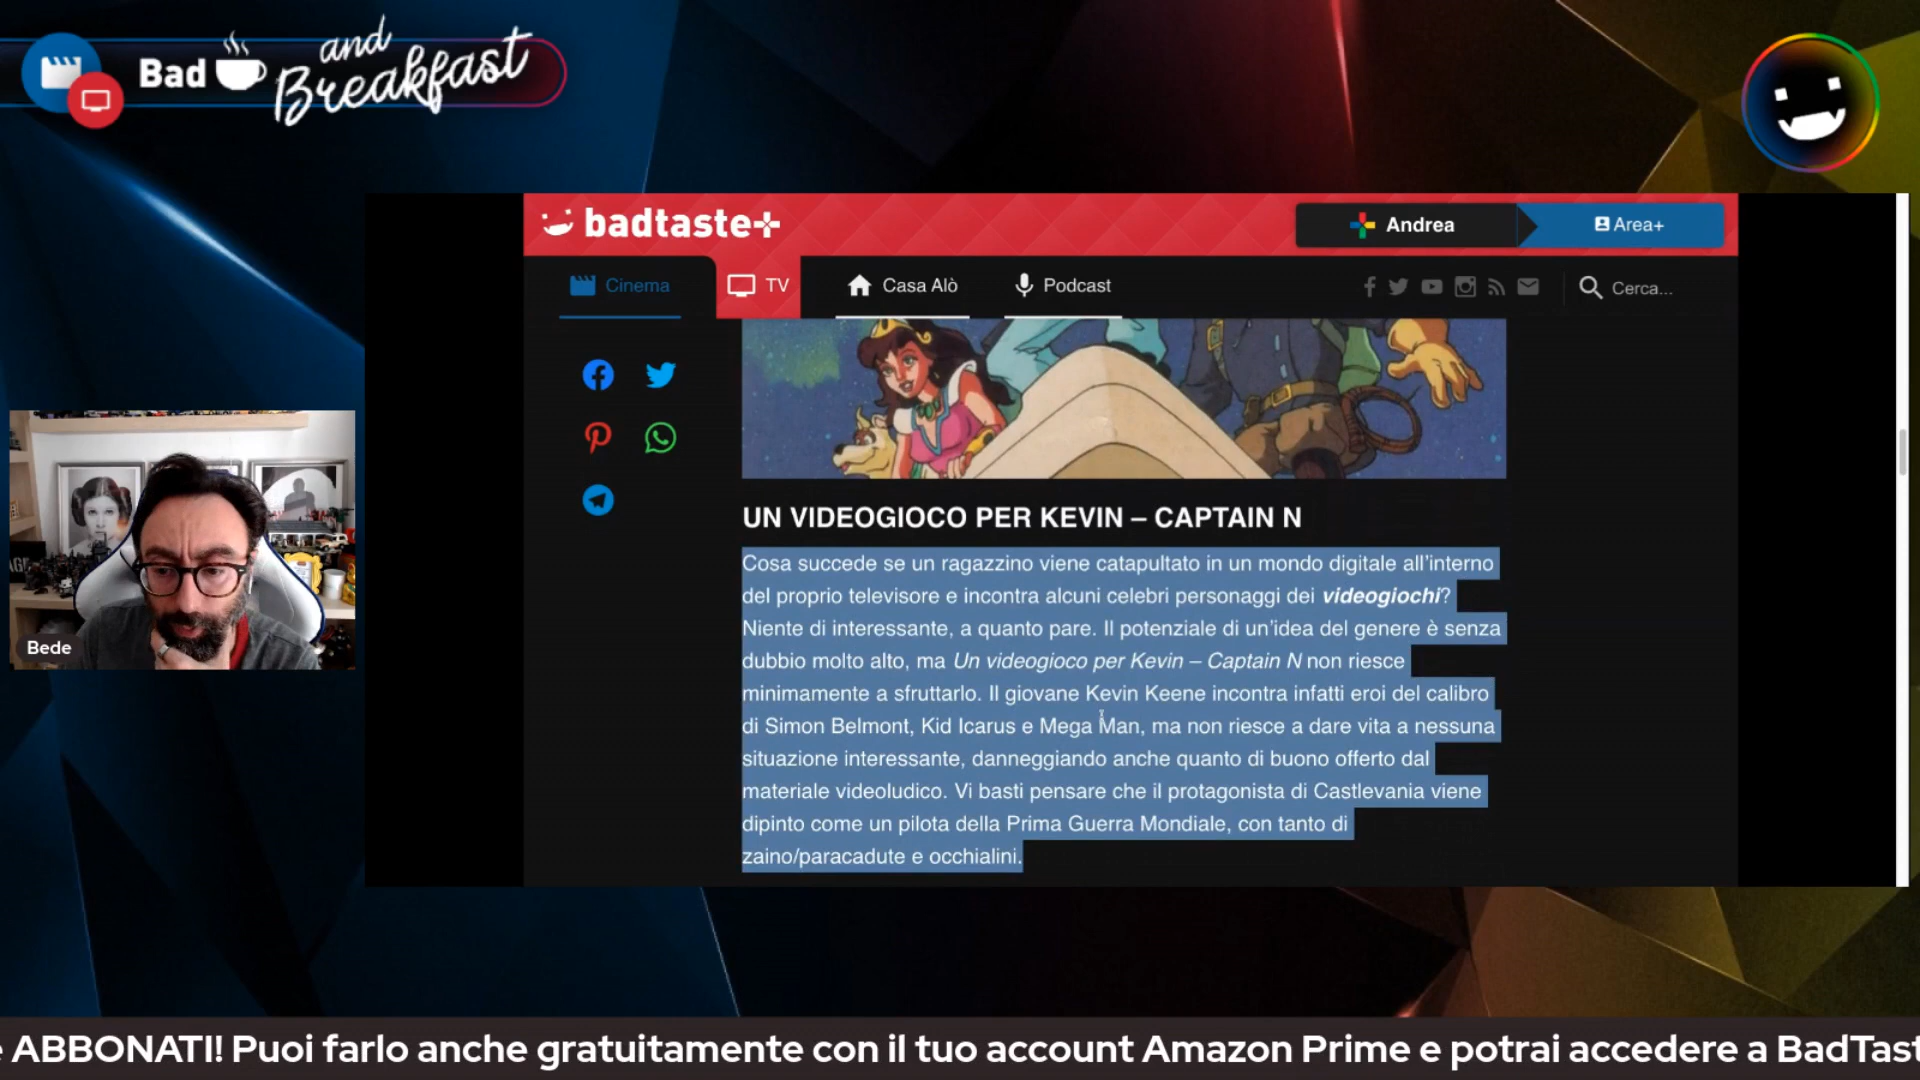 Bad and Breakfast
badtaste+
Andrea
Area+
Cinema
TV
Casa Alò
Podcast
Cerca...
UN VIDEOGIOCO PER KEVIN – CAPTAIN N
Cosa succede se un ragazzino viene catapultato in un mondo digitale all'interno
del proprio televisore e incontra alcuni celebri personaggi dei videogiochi?
Niente di interessante, a quanto pare. Il potenziale di un'idea del genere è senza
dubbio molto alto, ma Un videogioco per Kevin – Captain N non riesce
minimamente a sfruttarlo. Il giovane Kevin Keene incontra infatti eroi del calibro
di Simon Belmont, Kid Icarus e Mega Man, ma non riesce a dare vita a nessuna
situazione interessante, danneggiando anche quanto di buono offerto dal
materiale videoludico. Vi basti pensare che il protagonista di Castlevania viene
dipinto come un pilota della Prima Guerra Mondiale, con tanto di
zaino/paracadute e occhialini.
Bede
e ABBONATI! Puoi farlo anche gratuitamente con il tuo account Amazon Prime e potrai accedere a BadTast